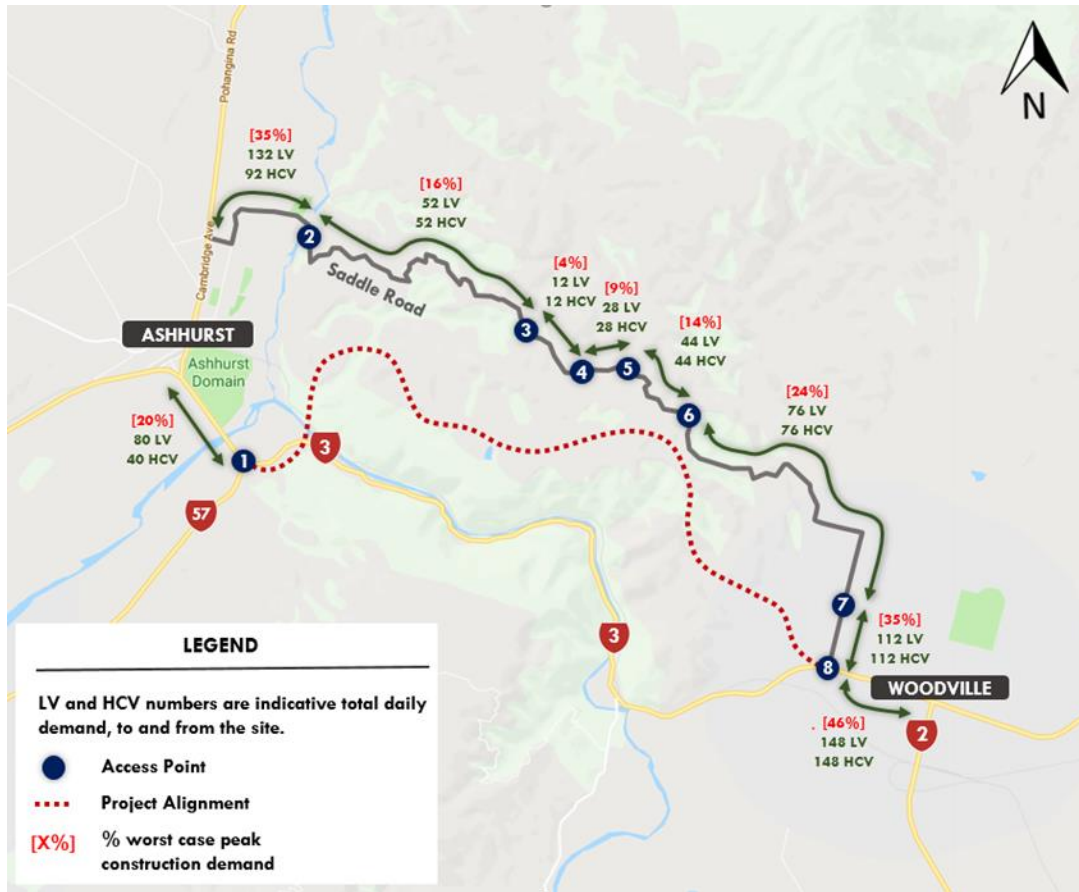 N
Pohangina Rd
[35%]
132 LV
92 HCV
[16%]
52 LV
52 HCV
2
Cambridge Ave
Saddle Road
[4%]
12 LV
12 HCV
[9%]
28 LV
28 HCV
3
[14%]
44 LV
44 HCV
ASHHURST
Ashhurst
Domain
4
5
6
[24%]
76 LV
76 HCV
[20%]
80 LV
40 HCV
1
3
57
7
[35%]
112 LV
112 HCV
3
8
WOODVILLE
[46%]
148 LV
148 HCV
2
LEGEND
LV and HCV numbers are indicative total daily
demand, to and from the site.
Access Point
Project Alignment
[X%] % worst case peak
construction demand